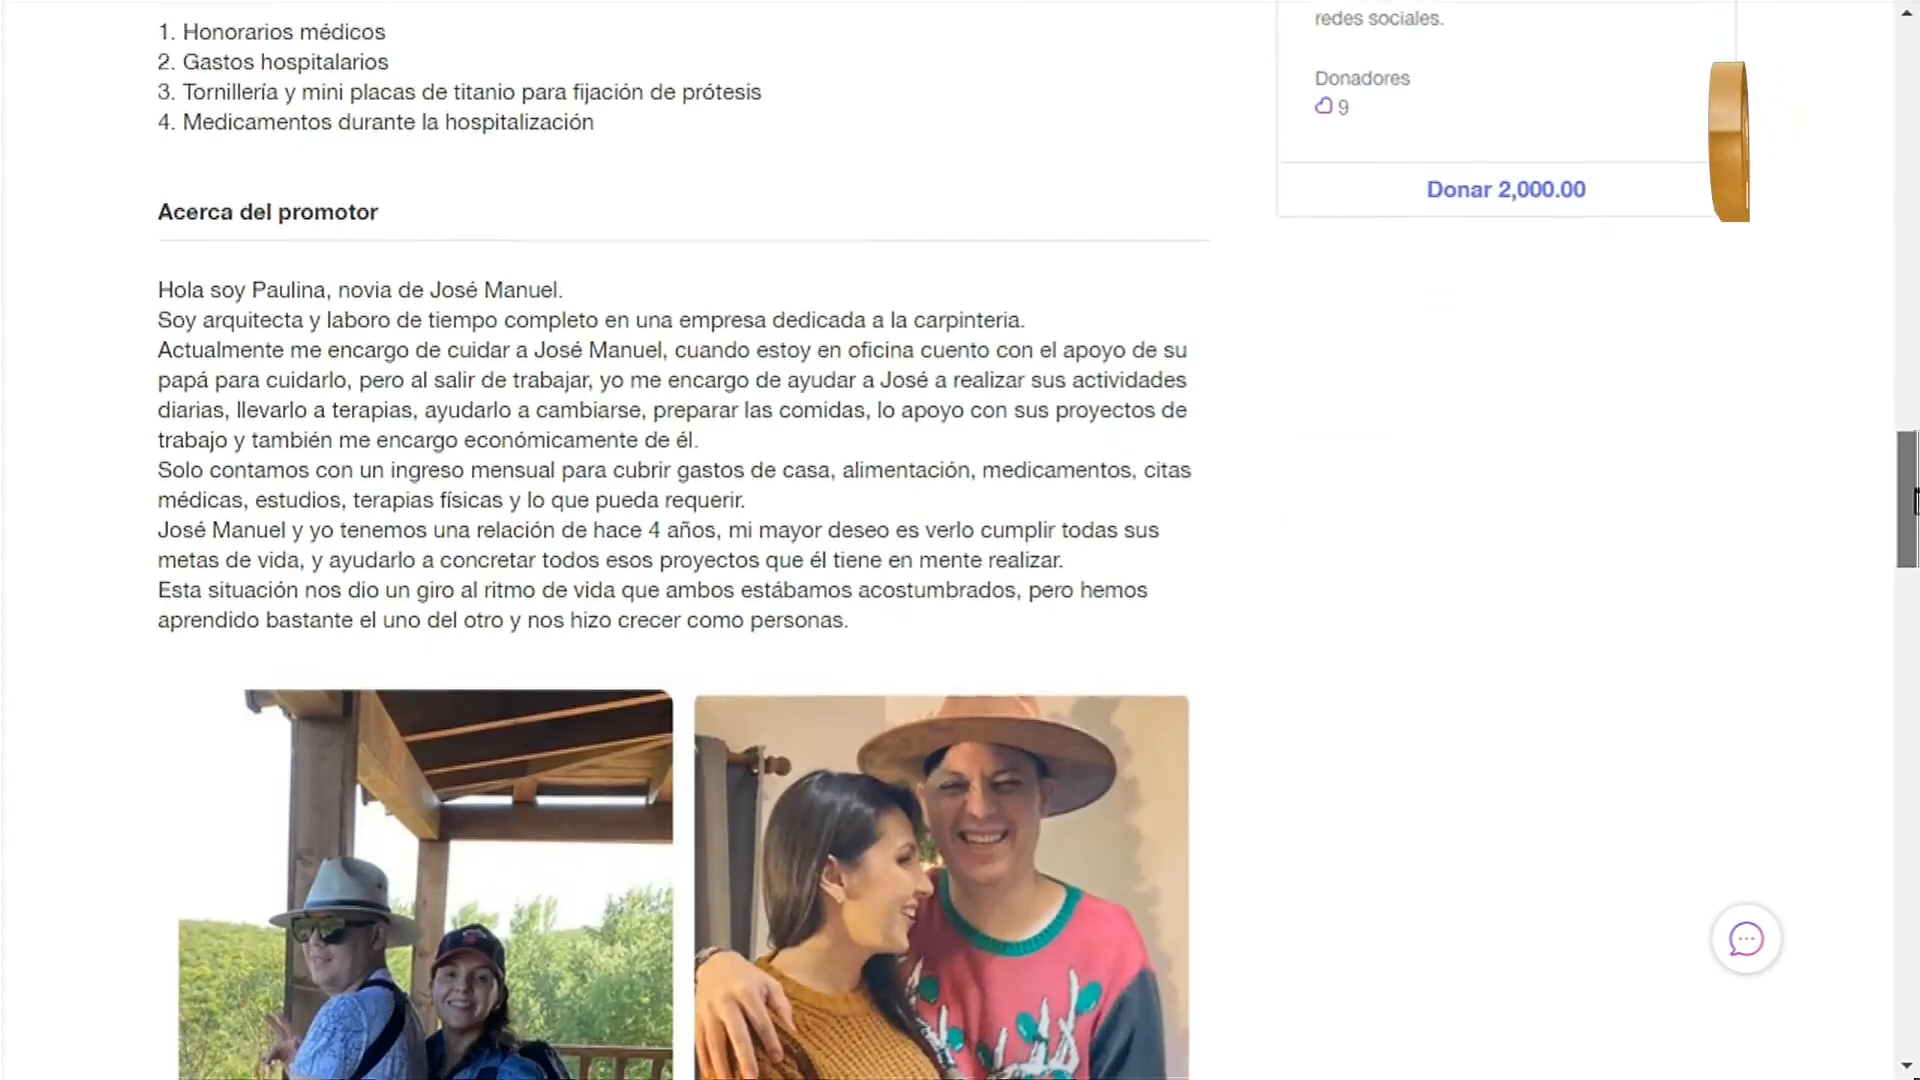 1. Honorarios médicos
2. Gastos hospitalarios
3. Tornillería y mini placas de titanio para fijación de prótesis
4. Medicamentos durante la hospitalización
Acerca del promotor
Hola soy Paulina, novia de José Manuel.
Soy arquitecta y laboro de tiempo completo en una empresa dedicada a la carpinteria.
Actualmente me encargo de cuidar a José Manuel, cuando estoy en oficina cuento con el apoyo de su
papá para cuidarlo, pero al salir de trabajar, yo me encargo de ayudar a José a realizar sus actividades
diarias, llevarlo a terapias, ayudarlo a cambiarse, preparar las comidas, lo apoyo con sus proyectos de
trabajo y también me encargo económicamente de él.
Solo contamos con un ingreso mensual para cubrir gastos de casa, alimentación, medicamentos, citas
médicas, estudios, terapias físicas y lo que pueda requerir.
José Manuel y yo tenemos una relación de hace 4 años, mi mayor deseo es verlo cumplir todas sus
metas de vida, y ayudarlo a concretar todos esos proyectos que él tiene en mente realizar.
Esta situación nos dio un giro al ritmo de vida que ambos estábamos acostumbrados, pero hemos
aprendido bastante el uno del otro y nos hizo crecer como personas.
redes sociales.
Donadores
9
Donar 2,000.00